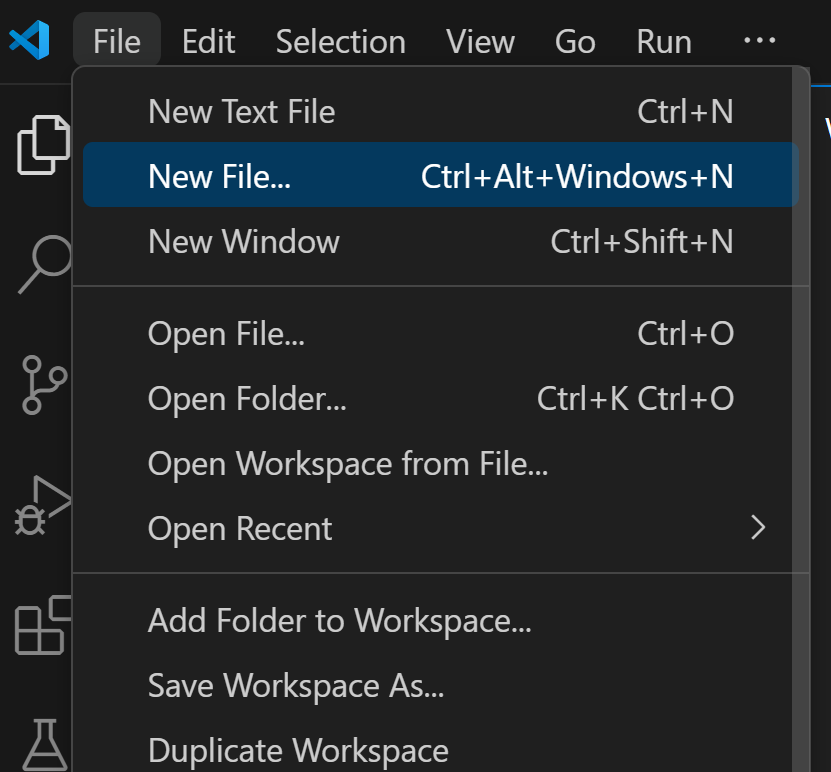 File Edit Selection View Go Run ...
New Text File Ctrl+N
New File... Ctrl+Alt+Windows+N
New Window Ctrl+Shift+N
Open File... Ctrl+O
Open Folder... Ctrl+K Ctrl+O
Open Workspace from File...
Open Recent
Add Folder to Workspace...
Save Workspace As...
Duplicate Workspace